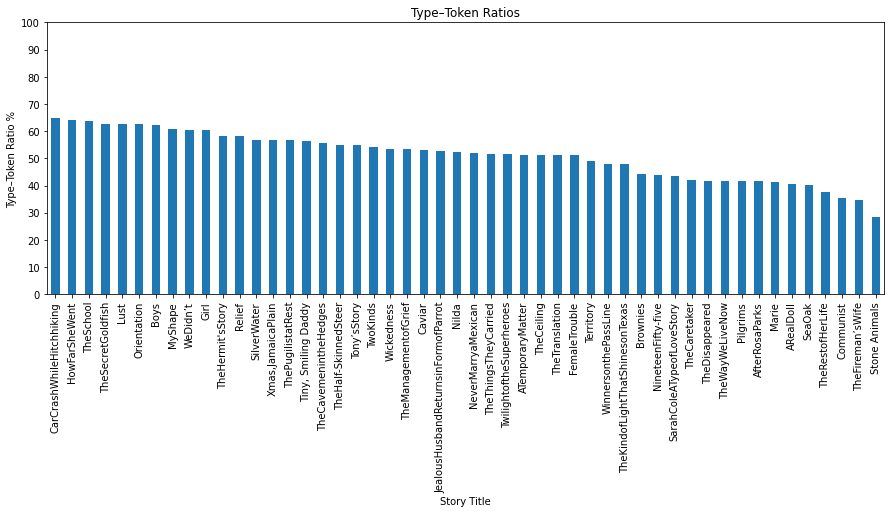 Type–Token Ratios
Type–Token Ratio %
100
90
80
70
60
50
40
30
20
10
0
CarCrashWhileHitchhiking
HowFarSheWent
TheSchool
TheSecretGoldfish
Lust
Orientation
Boys
MyShape
WeDidn't
Girl
TheHermit'sStory
Relief
SilverWater
Xmas,JamaicaPlain
ThePugilistatRest
Tiny, Smiling Daddy
TheCavemenintheHedges
TheHalf-SkinnedSteer
Tony'sStory
TwoKinds
Wickedness
TheManagementofGrief
Caviar
JealousHusbandReturnsinFormofParrot
Nilda
NeverMarryaMexican
TheThingsTheyCarried
TwilightoftheSuperheroes
ATemporaryMatter
TheCeiling
TheTranslation
FemaleTrouble
Territory
WinnersonthePassLine
TheKindofLightThatShinesonTexas
Brownies
NineteenFifty-five
SarahColeATypeofLoveStory
TheCaretaker
TheDisappeared
TheWayWeLiveNow
Pilgrims
AfterRosaParks
Marie
ARealDoll
SeaOak
TheRestofHerLife
Communist
TheFireman'sWife
Stone Animals
Story Title